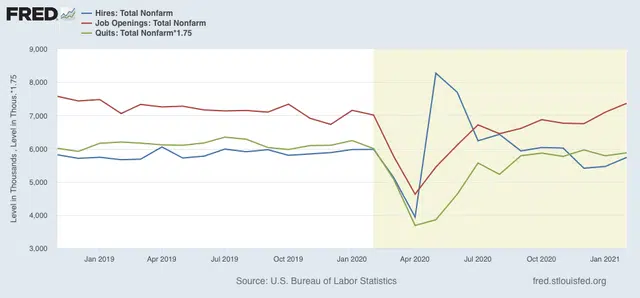 FRED
Hires: Total Nonfarm
Job Openings: Total Nonfarm
Quits: Total Nonfarm*1.75
Level in Thousands , Level in Thous.*1.75
9,000
8,000
7,000
6,000
5,000
4,000
3,000
Jan 2019
Apr 2019
Jul 2019
Oct 2019
Jan 2020
Apr 2020
Jul 2020
Oct 2020
Jan 2021
Source: U.S. Bureau of Labor Statistics
fred.stlouisfed.org